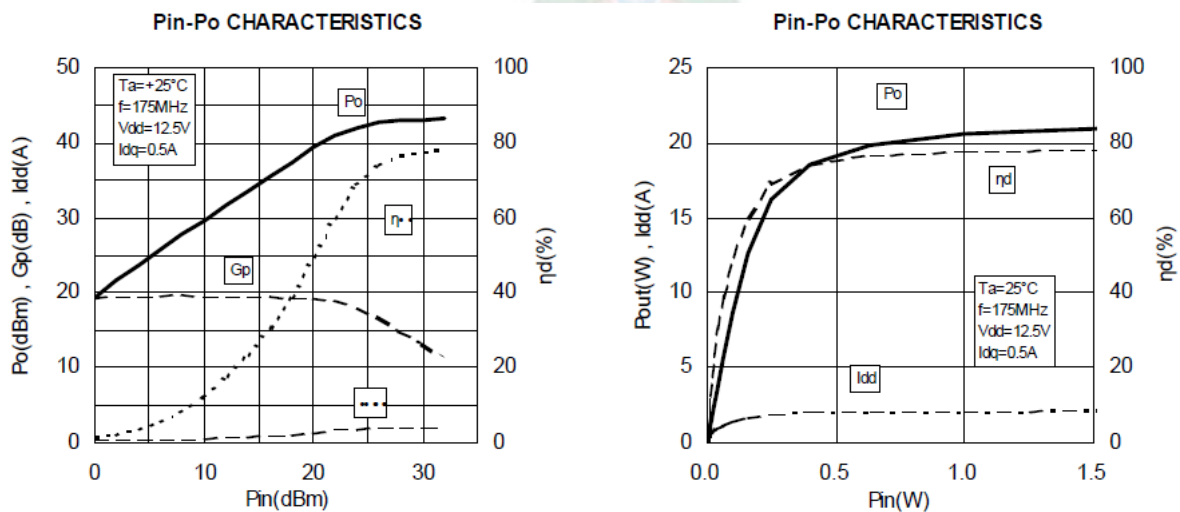 Pin-Po CHARACTERISTICS
50
40
30
20
10
0
Po(dBm) , Gp(dB) , Idd(A)
Ta=+25°C
f=175MHz
Vdd=12.5V
Idq=0.5A
Po
η••
Gp
••••
100
80
60
40
20
0
ηd(%)
0
10
20
30
Pin(dBm)
Pin-Po CHARACTERISTICS
25
20
15
10
5
0
Pout(W) , Idd(A)
Po
ηd
Ta=25°C
f=175MHz
Vdd=12.5V
Idq=0.5A
Idd
100
80
60
40
20
0
ηd(%)
0.0
0.5
1.0
1.5
Pin(W)